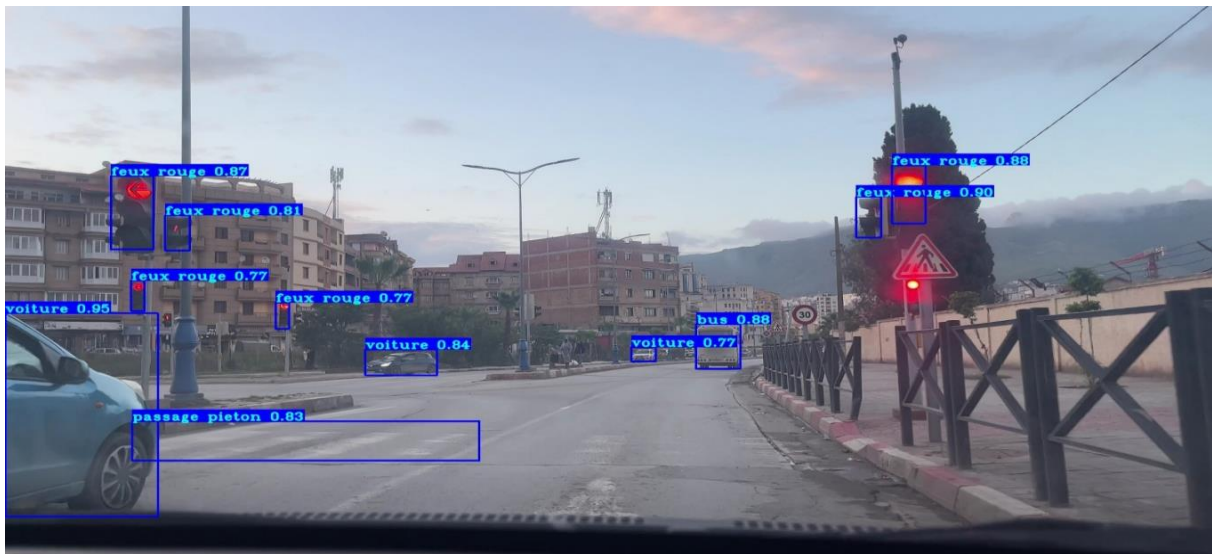 feux rouge 0.88
feux rouge 0.87
feux rouge 0.90
feux rouge 0.81
feux rouge 0.77
feux rouge 0.77
voiture 0.95
30
bus 0.88
voiture 0.84
voiture 0.77
passage pieton 0.83